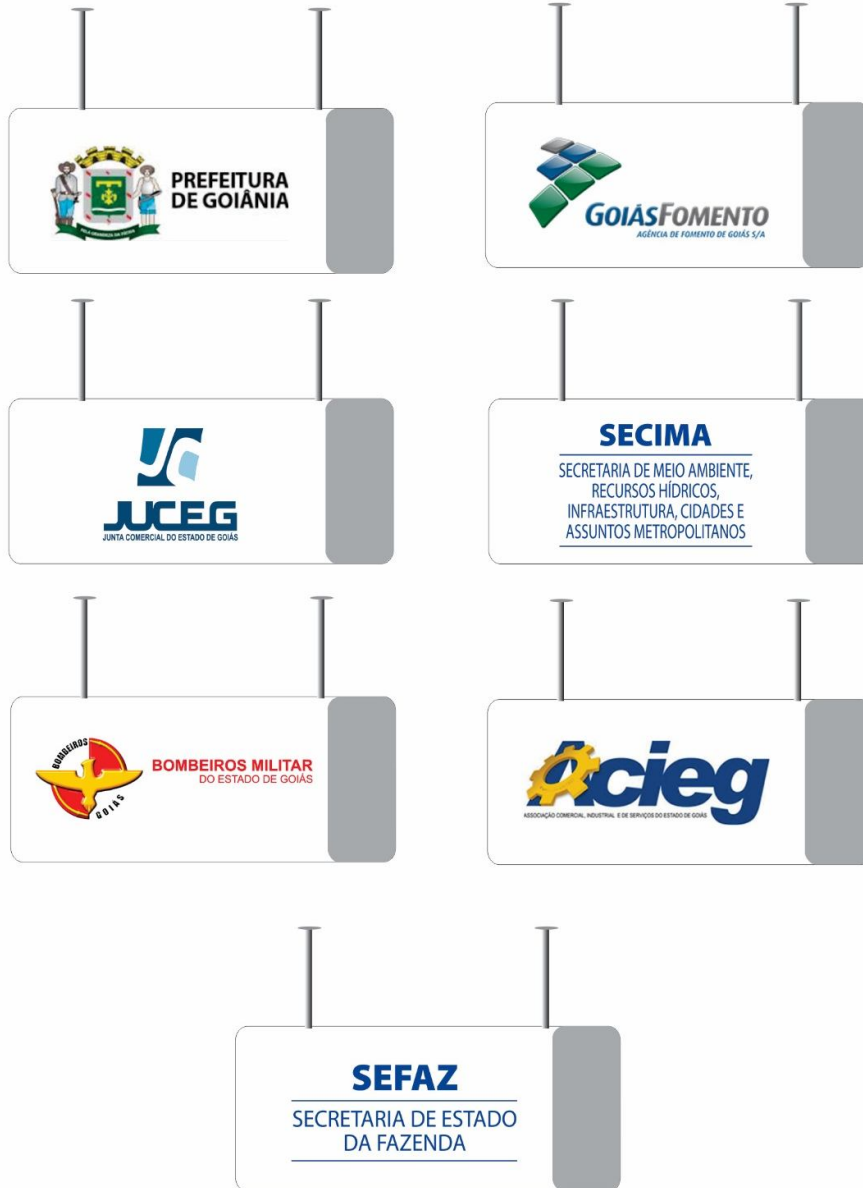 PREFEITURA
DE GOIÂNIA
GOIÁSFOMENTO
AGÊNCIA DE FOMENTO DE GOIÁS S/A
JUCEG
JUNTA COMERCIAL DO ESTADO DE GOIÁS
SECIMA
SECRETARIA DE MEIO AMBIENTE,
RECURSOS HÍDRICOS,
INFRAESTRUTURA, CIDADES E
ASSUNTOS METROPOLITANOS
BOMBEIROS
GOIÁS
BOMBEIROS MILITAR
DO ESTADO DE GOIÁS
Acieg
ASSOCIAÇÃO COMERCIAL, INDUSTRIAL E DE SERVIÇOS DO ESTADO DE GOIÁS
SEFAZ
SECRETARIA DE ESTADO
DA FAZENDA